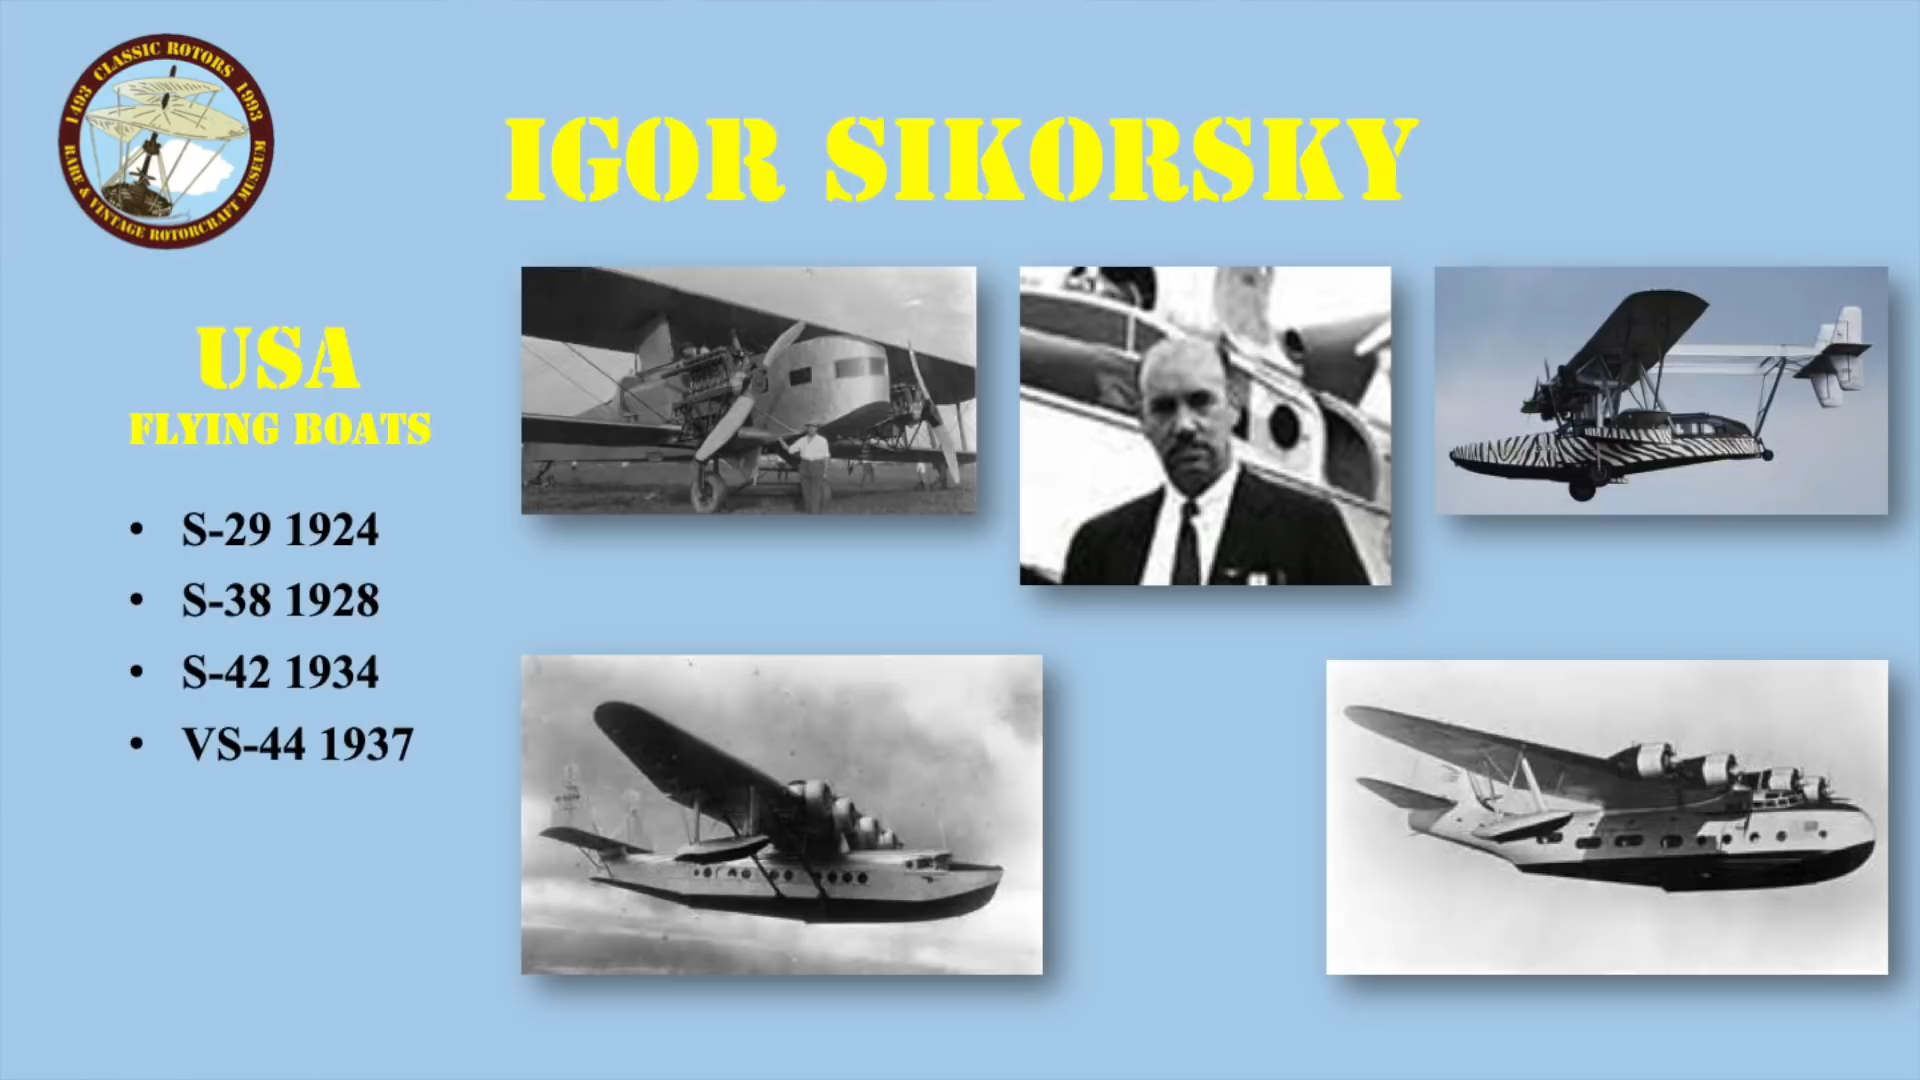 1493 CLASSIC ROTORS 1993
RARE & VINTAGE ROTORCRAFT MUSEUM
IGOR SIKORSKY
USA
FLYING BOATS
• S-29 1924
• S-38 1928
• S-42 1934
• VS-44 1937